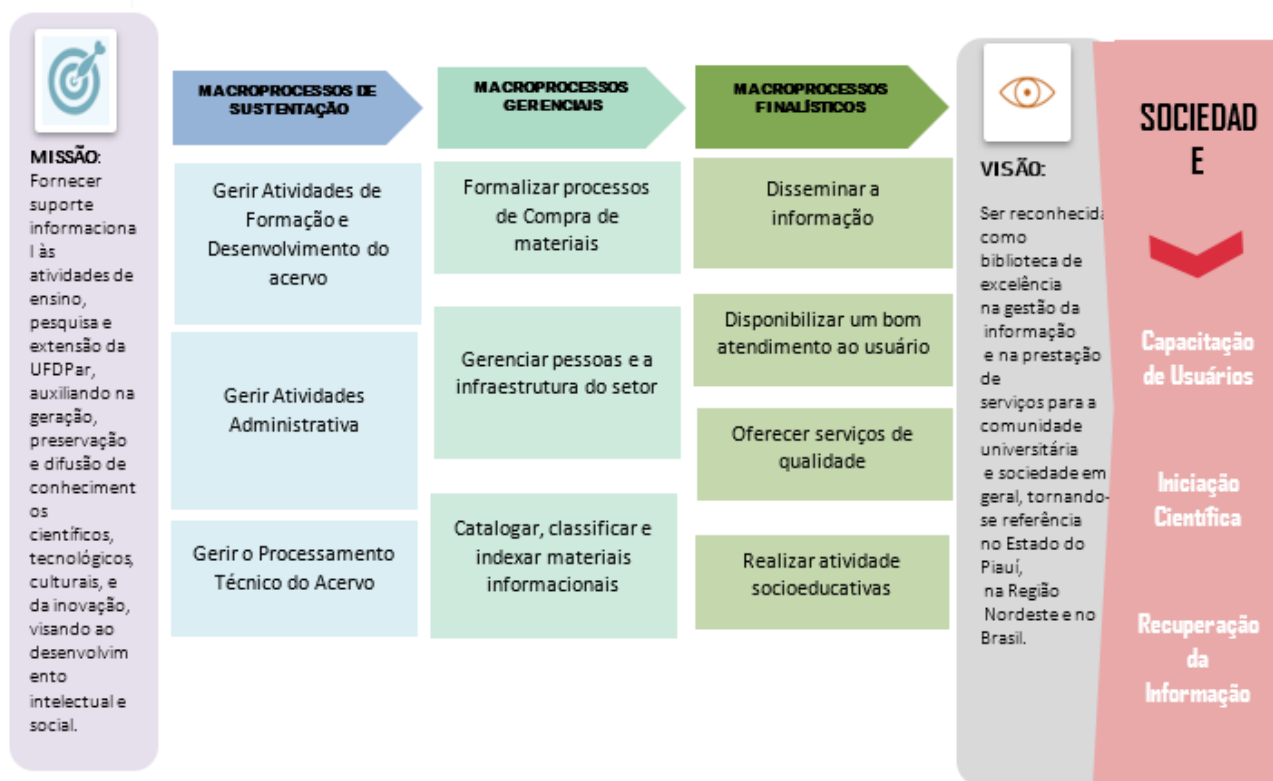 MISSÃO:
Fornecer
suporte
informaciona
l às
atividades de
ensino,
pesquisa e
extensão da
UFDPar,
auxiliando na
geração,
preservação
e difusão de
conheciment
os
científicos,
tecnológicos,
culturais, e
da inovação,
visando ao
desenvolvim
ento
intelectual e
social.
MACROPROCESSOS DE
SUSTENTAÇÃO
Gerir Atividades de
Formação e
Desenvolvimento do
acervo
Gerir Atividades
Administrativa
Gerir o Processamento
Técnico do Acervo
MACROPROCESSOS
GERENCIAIS
Formalizar processos
de Compra de
materiais
Gerenciar pessoas e a
infraestrutura do setor
Catalogar, classificar e
indexar materiais
informacionais
MACROPROCESSOS
FINALÍSTICOS
Disseminar a
informação
Disponibilizar um bom
atendimento ao usuário
Oferecer serviços de
qualidade
Realizar atividade
socioeducativas
VISÃO:
Ser reconhecida
como
biblioteca de
excelência
na gestão da
informação
e na prestação
de
serviços para a
comunidade
universitária
e sociedade em
geral, tornando-
se referência
no Estado do
Piauí,
na Região
Nordeste e no
Brasil.
SOCIEDAD
E
Capacitação
de Usuários
Iniciação
Científica
Recuperação
da
Informação